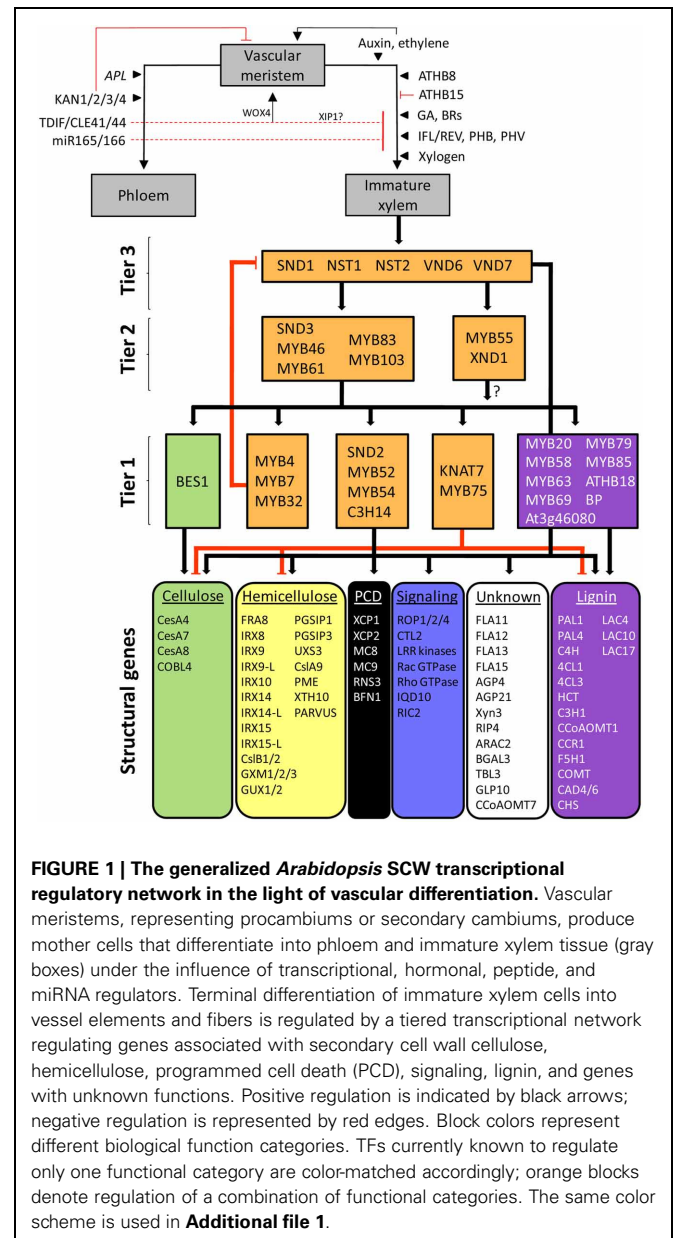 Auxin, ethylene
Vascular
meristem
APL
KAN1/2/3/4
TDIF/CLE41/44
miR165/166
WOX4
XIP1?
ATHB8
ATHB15
GA, BRs
IFL/REV, PHB, PHV
Xylogen
Phloem
Immature
xylem
Tier 3
SND1 NST1 NST2 VND6 VND7
Tier 2
SND3
MYB46
MYB61
MYB83
MYB103
MYB55
XND1
?
Tier 1
BES1
MYB4
MYB7
MYB32
SND2
MYB52
MYB54
C3H14
KNAT7
MYB75
MYB20 MYB79
MYB58 MYB85
MYB63 ATHB18
MYB69 BP
At3g46080
Structural genes
Cellulose
CesA4
CesA7
CesA8
COBL4
Hemicellulose
FRA8 PGSIP1
IRX8 PGSIP3
IRX9 UXS3
IRX9-L CslA9
IRX10 PME
IRX14 XTH10
IRX14-L PARVUS
IRX15
IRX15-L
CslB1/2
GXM1/2/3
GUX1/2
PCD
XCP1
XCP2
MC8
MC9
RNS3
BFN1
Signaling
ROP1/2/4
CTL2
LRR kinases
Rac GTPase
Rho GTPase
IQD10
RIC2
Unknown
FLA11
FLA12
FLA13
FLA15
AGP4
AGP21
Xyn3
RIP4
ARAC2
BGAL3
TBL3
GLP10
CCoAOMT7
Lignin
PAL1 LAC4
PAL4 LAC10
C4H LAC17
4CL1
4CL3
HCT
C3H1
CCoAOMT1
CCR1
F5H1
COMT
CAD4/6
CHS
FIGURE 1 | The generalized Arabidopsis SCW transcriptional
regulatory network in the light of vascular differentiation. Vascular
meristems, representing procambiums or secondary cambiums, produce
mother cells that differentiate into phloem and immature xylem tissue (gray
boxes) under the influence of transcriptional, hormonal, peptide, and
miRNA regulators. Terminal differentiation of immature xylem cells into
vessel elements and fibers is regulated by a tiered transcriptional network
regulating genes associated with secondary cell wall cellulose,
hemicellulose, programmed cell death (PCD), signaling, lignin, and genes
with unknown functions. Positive regulation is indicated by black arrows;
negative regulation is represented by red edges. Block colors represent
different biological function categories. TFs currently known to regulate
only one functional category are color-matched accordingly; orange blocks
denote regulation of a combination of functional categories. The same color
scheme is used in Additional file 1.